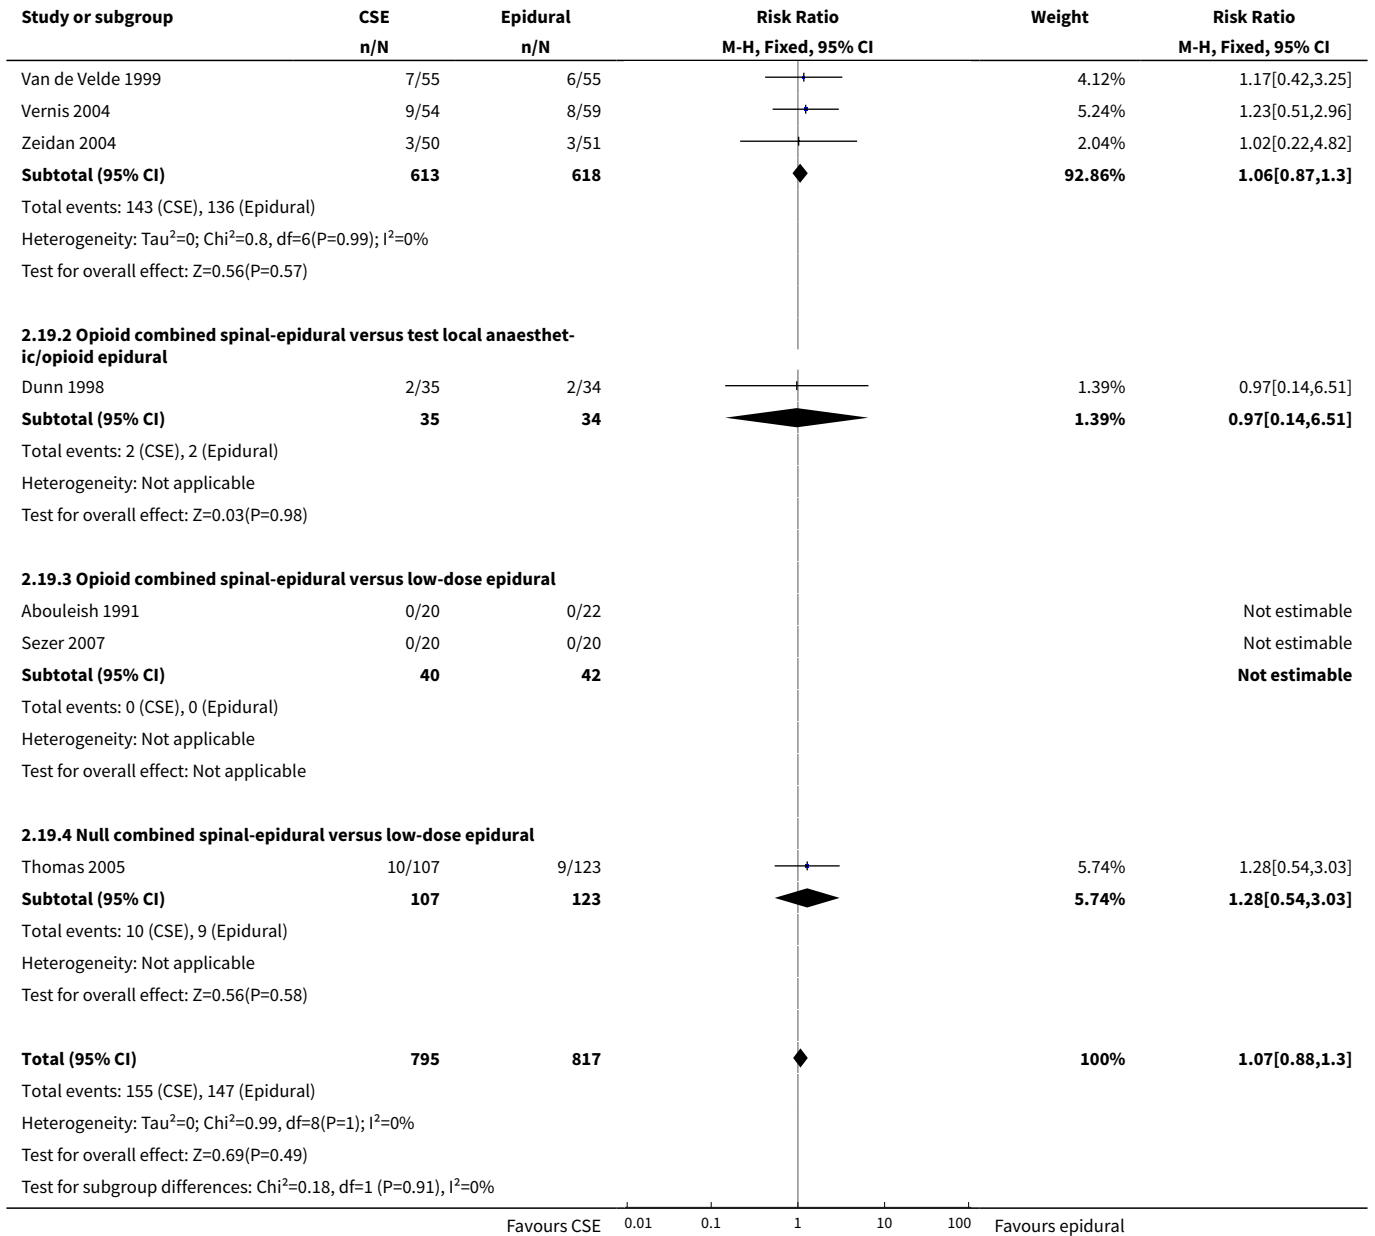 Study or subgroup CSE Epidural Risk Ratio Weight Risk Ratio
n/N n/N M-H, Fixed, 95% CI M-H, Fixed, 95% CI
Van de Velde 1999 7/55 6/55 4.12% 1.17[0.42,3.25]
Vernis 2004 9/54 8/59 5.24% 1.23[0.51,2.96]
Zeidan 2004 3/50 3/51 2.04% 1.02[0.22,4.82]
Subtotal (95% CI) 613 618 92.86% 1.06[0.87,1.3]
Total events: 143 (CSE), 136 (Epidural)
Heterogeneity: Tau²=0; Chi²=0.8, df=6(P=0.99); I²=0%
Test for overall effect: Z=0.56(P=0.57)
2.19.2 Opioid combined spinal-epidural versus test local anaesthet-
ic/opioid epidural
Dunn 1998 2/35 2/34 1.39% 0.97[0.14,6.51]
Subtotal (95% CI) 35 34 1.39% 0.97[0.14,6.51]
Total events: 2 (CSE), 2 (Epidural)
Heterogeneity: Not applicable
Test for overall effect: Z=0.03(P=0.98)
2.19.3 Opioid combined spinal-epidural versus low-dose epidural
Abouleish 1991 0/20 0/22 Not estimable
Sezer 2007 0/20 0/20 Not estimable
Subtotal (95% CI) 40 42 Not estimable
Total events: 0 (CSE), 0 (Epidural)
Heterogeneity: Not applicable
Test for overall effect: Not applicable
2.19.4 Null combined spinal-epidural versus low-dose epidural
Thomas 2005 10/107 9/123 5.74% 1.28[0.54,3.03]
Subtotal (95% CI) 107 123 5.74% 1.28[0.54,3.03]
Total events: 10 (CSE), 9 (Epidural)
Heterogeneity: Not applicable
Test for overall effect: Z=0.56(P=0.58)
Total (95% CI) 795 817 100% 1.07[0.88,1.3]
Total events: 155 (CSE), 147 (Epidural)
Heterogeneity: Tau²=0; Chi²=0.99, df=8(P=1); I²=0%
Test for overall effect: Z=0.69(P=0.49)
Test for subgroup differences: Chi²=0.18, df=1 (P=0.91), I²=0%
Favours CSE 0.01 0.1 1 10 100 Favours epidural